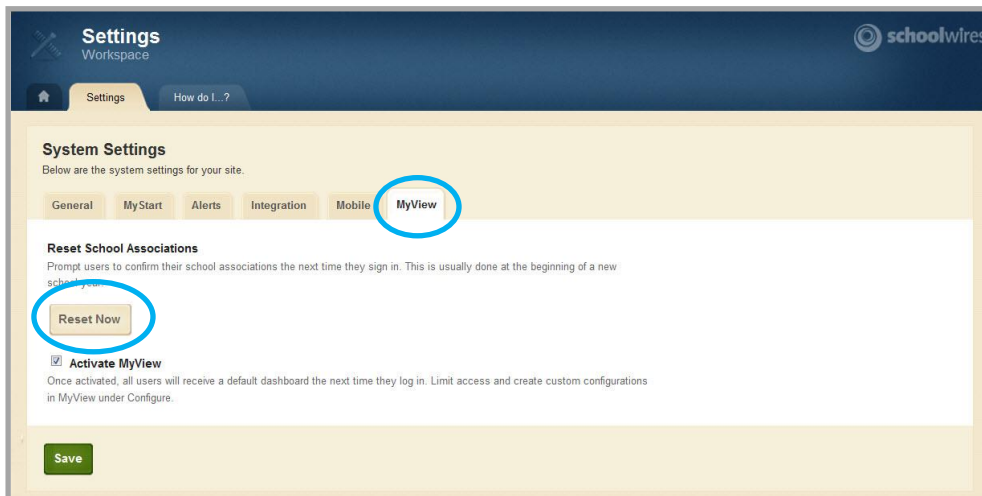 Settings
Workspace
schoolwires
Settings How do I...?
System Settings
Below are the system settings for your site.
General MyStart Alerts Integration Mobile MyView
Reset School Associations
Prompt users to confirm their school associations the next time they sign in. This is usually done at the beginning of a new
school year.
Reset Now
Activate MyView
Once activated, all users will receive a default dashboard the next time they log in. Limit access and create custom configurations
in MyView under Configure.
Save